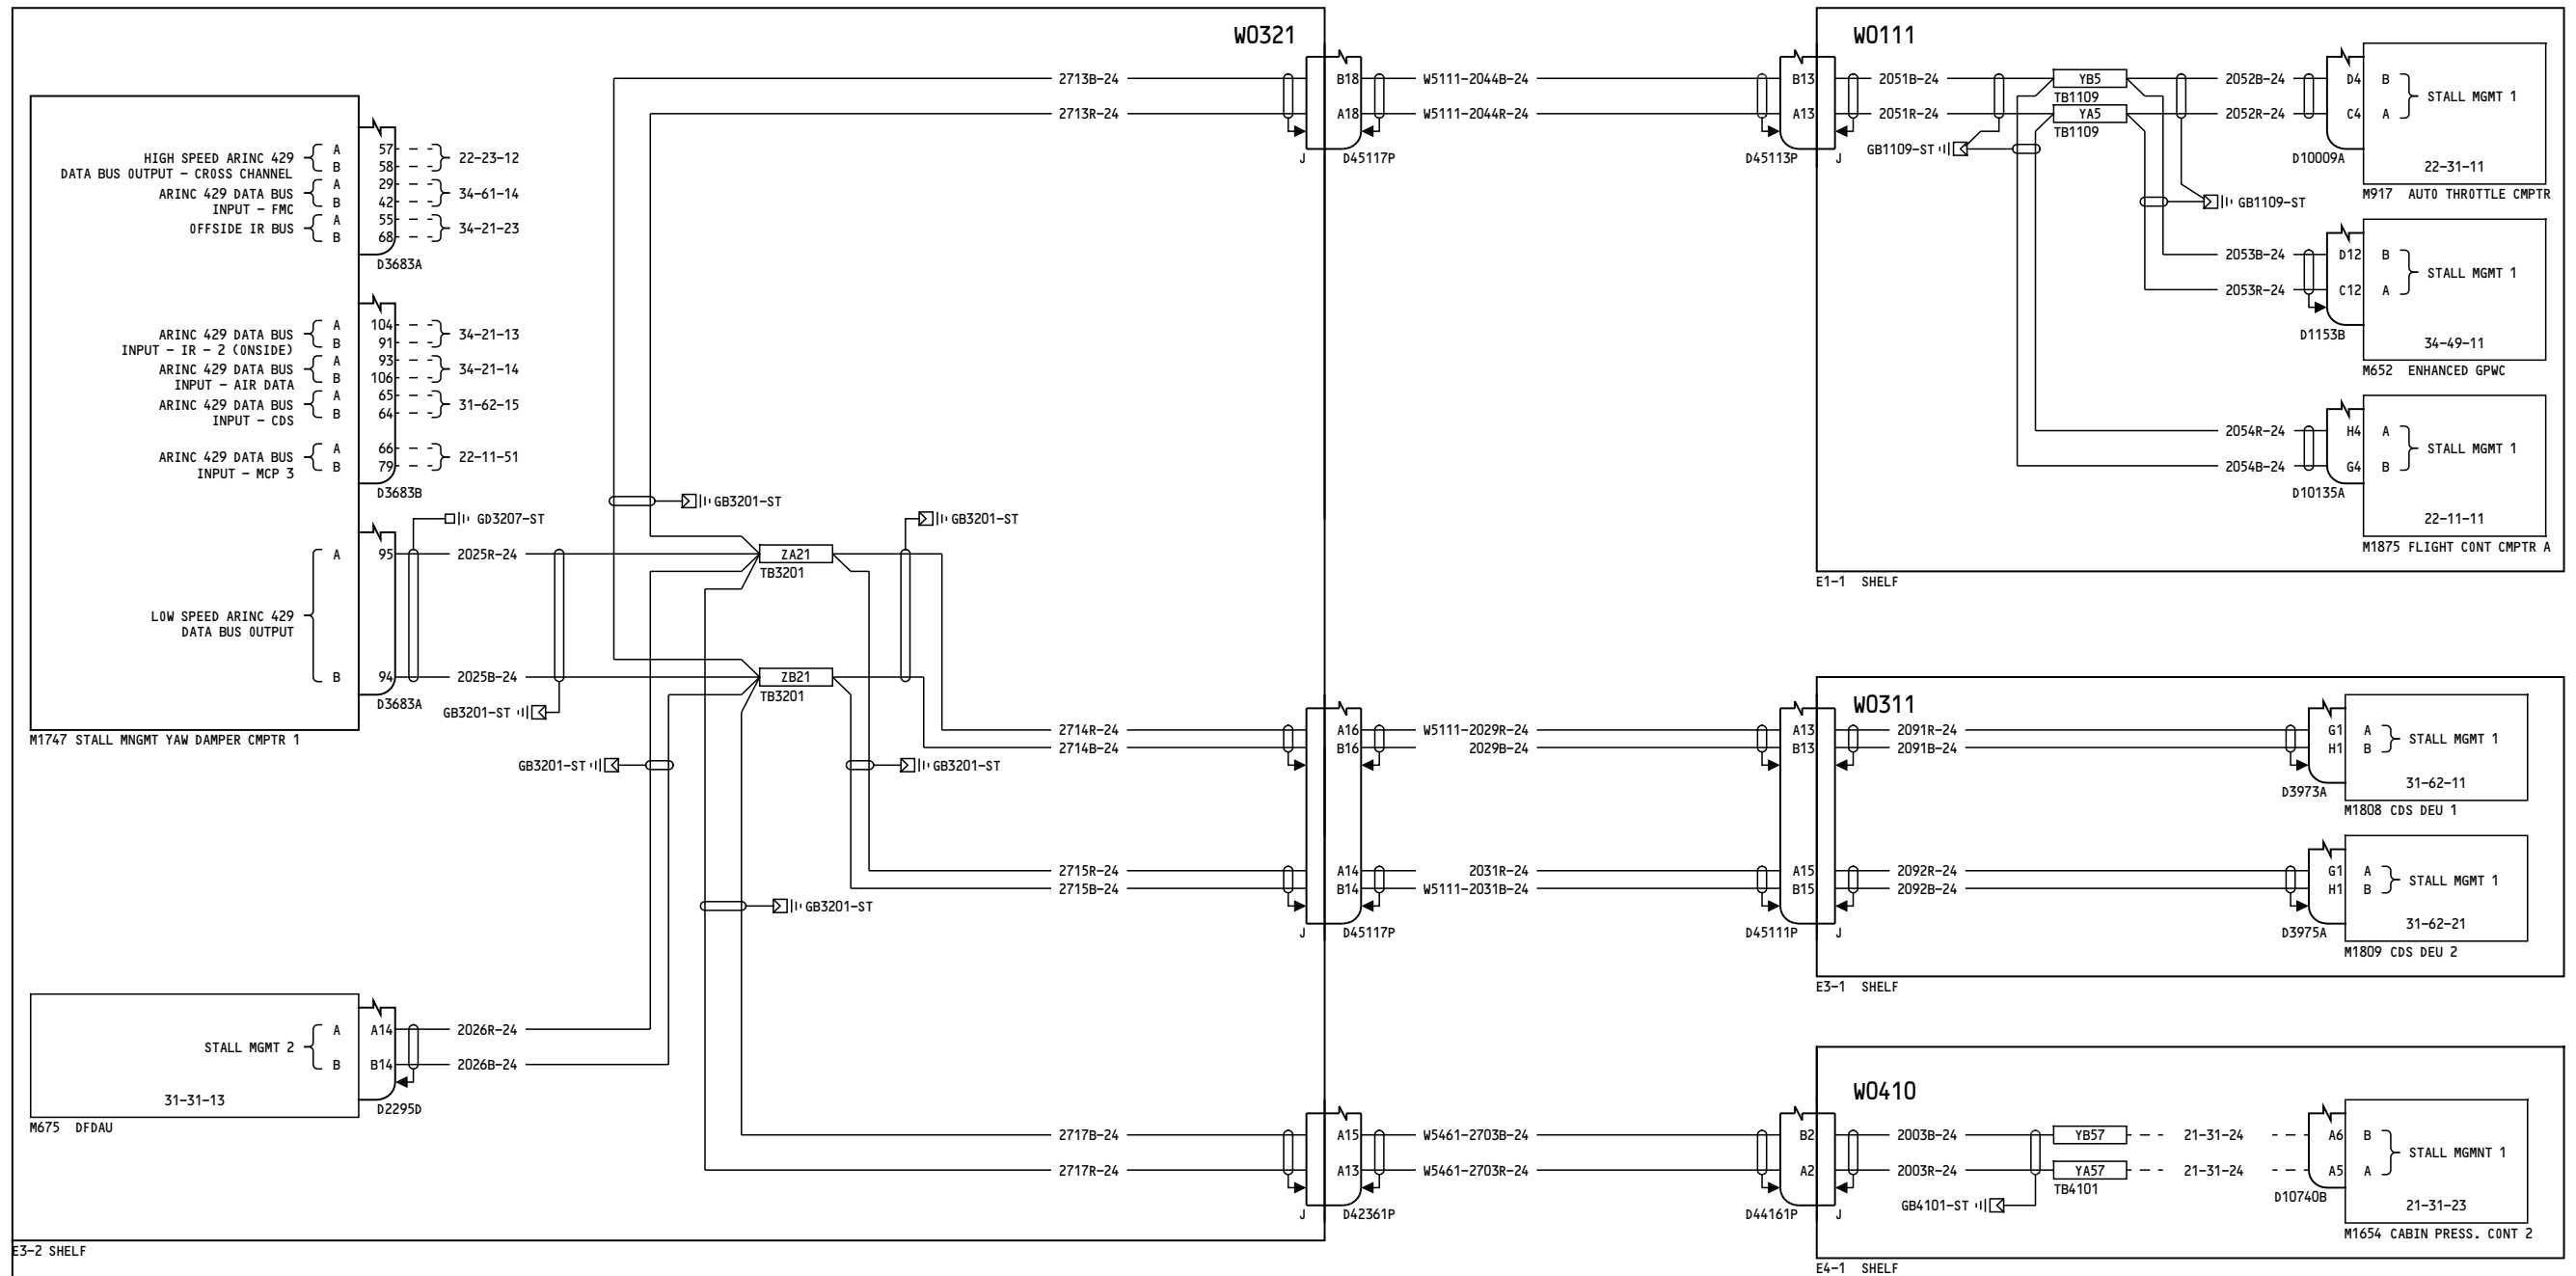 W0321
2713B-24
2713R-24
B18
A18
J
D45117P
W5111-2044B-24
W5111-2044R-24
B13
A13
D45113P
J
W0111
2051B-24
2051R-24
YB5
TB1109
YA5
TB1109
GB1109-ST
GB1109-ST
2052B-24
2052R-24
D4
C4
B
A
STALL MGMT 1
D10009A
22-31-11
M917 AUTO THROTTLE CMPTR
2053B-24
2053R-24
D12
C12
B
A
STALL MGMT 1
D1153B
34-49-11
M652 ENHANCED GPWC
2054R-24
2054B-24
H4
G4
A
B
STALL MGMT 1
D10135A
22-11-11
M1875 FLIGHT CONT CMPTR A
E1-1 SHELF
HIGH SPEED ARINC 429
DATA BUS OUTPUT - CROSS CHANNEL
A
B
57
58
22-23-12
ARINC 429 DATA BUS
INPUT - FMC
A
B
29
42
34-61-14
OFFSIDE IR BUS
A
B
55
68
34-21-23
D3683A
ARINC 429 DATA BUS
INPUT - IR - 2 (ONSIDE)
A
B
104
91
34-21-13
ARINC 429 DATA BUS
INPUT - AIR DATA
A
B
93
106
34-21-14
ARINC 429 DATA BUS
INPUT - CDS
A
B
65
64
31-62-15
ARINC 429 DATA BUS
INPUT - MCP 3
A
B
66
79
22-11-51
D3683B
GD3207-ST
GB3201-ST
GB3201-ST
A
95
2025R-24
ZA21
TB3201
LOW SPEED ARINC 429
DATA BUS OUTPUT
B
94
2025B-24
ZB21
TB3201
D3683A
GB3201-ST
M1747 STALL MNGMT YAW DAMPER CMPTR 1
GB3201-ST
GB3201-ST
GB3201-ST
2714R-24
2714B-24
A16
B16
W5111-2029R-24
2029B-24
A13
B13
W0311
2091R-24
2091B-24
G1
H1
A
B
STALL MGMT 1
D3973A
31-62-11
M1808 CDS DEU 1
2715R-24
2715B-24
A14
B14
J
D45117P
2031R-24
W5111-2031B-24
A15
B15
D45111P
J
2092R-24
2092B-24
G1
H1
A
B
STALL MGMT 1
D3975A
31-62-21
M1809 CDS DEU 2
E3-1 SHELF
STALL MGMT 2
A
B
A14
B14
2026R-24
2026B-24
31-31-13
D2295D
M675 DFDAU
2717B-24
2717R-24
A15
A13
J
D42361P
W5461-2703B-24
W5461-2703R-24
B2
A2
D44161P
J
W0410
2003B-24
2003R-24
YB57
YA57
TB4101
GB4101-ST
21-31-24
21-31-24
A6
A5
B
A
STALL MGMNT 1
D10740B
21-31-23
M1654 CABIN PRESS. CONT 2
E3-2 SHELF
E4-1 SHELF